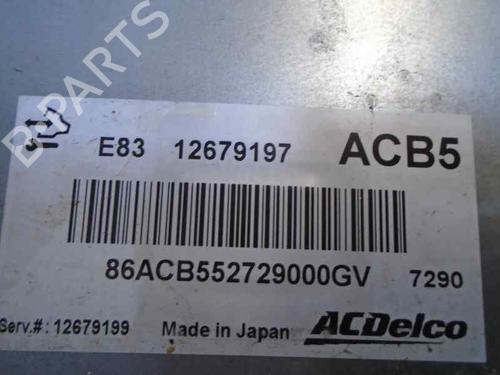 B-PARTS
E83 12679197 ACB5
86ACB552729000GV 7290
Serv.#: 12679199 Made in Japan ACDelco